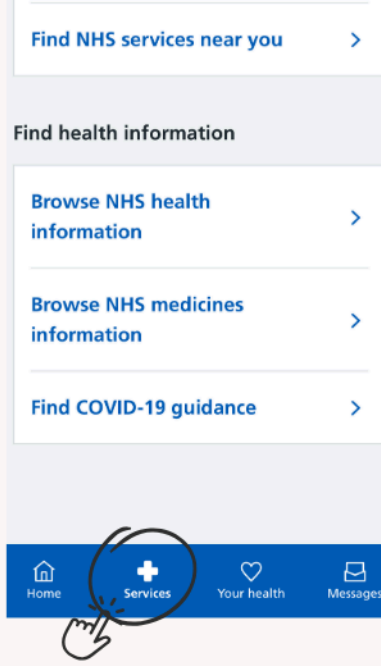 Find NHS services near you
Find health information
Browse NHS health
information
Browse NHS medicines
information
Find COVID-19 guidance
Home
Services
Your health
Messages